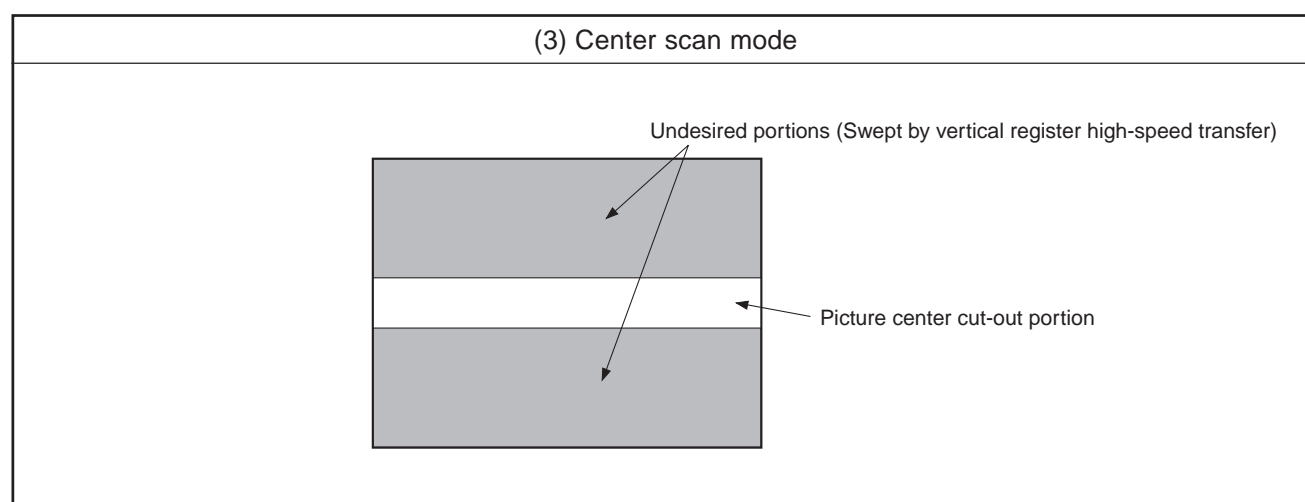 (3) Center scan mode
Undesired portions (Swept by vertical register high-speed transfer)
Picture center cut-out portion